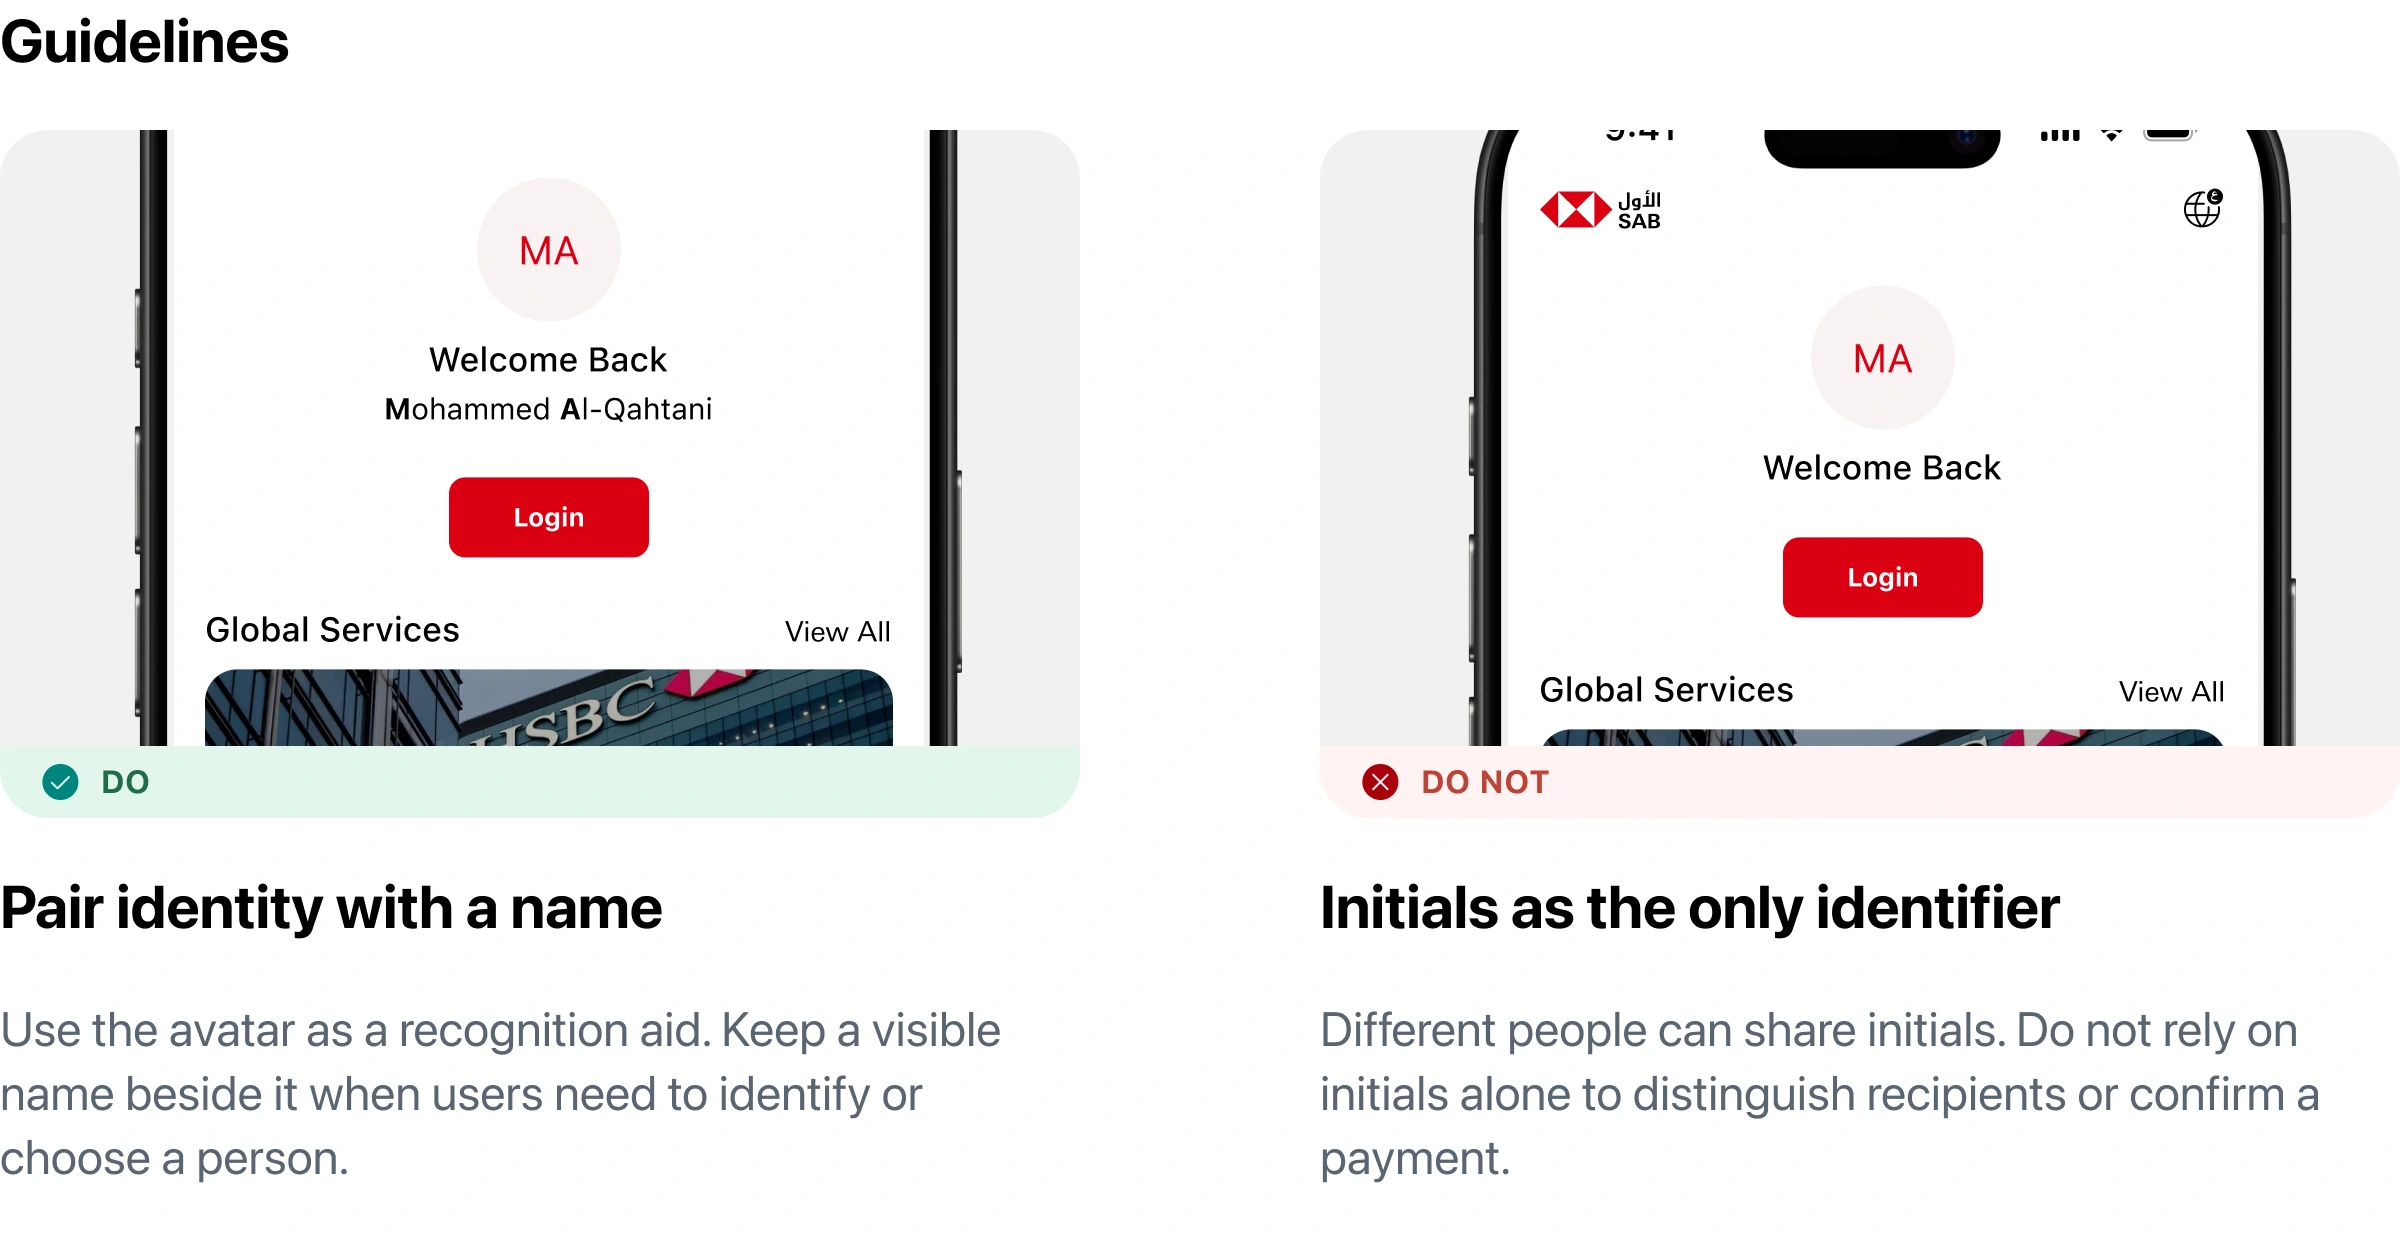 Guidelines
MA
Welcome Back
Mohammed Al-Qahtani
Login
Global Services
View All
HSBC
DO
Pair identity with a name
Use the avatar as a recognition aid. Keep a visible
name beside it when users need to identify or
choose a person.
9:41
الأول
SAB
ع
MA
Welcome Back
Login
Global Services
View All
DO NOT
Initials as the only identifier
Different people can share initials. Do not rely on
initials alone to distinguish recipients or confirm a
payment.